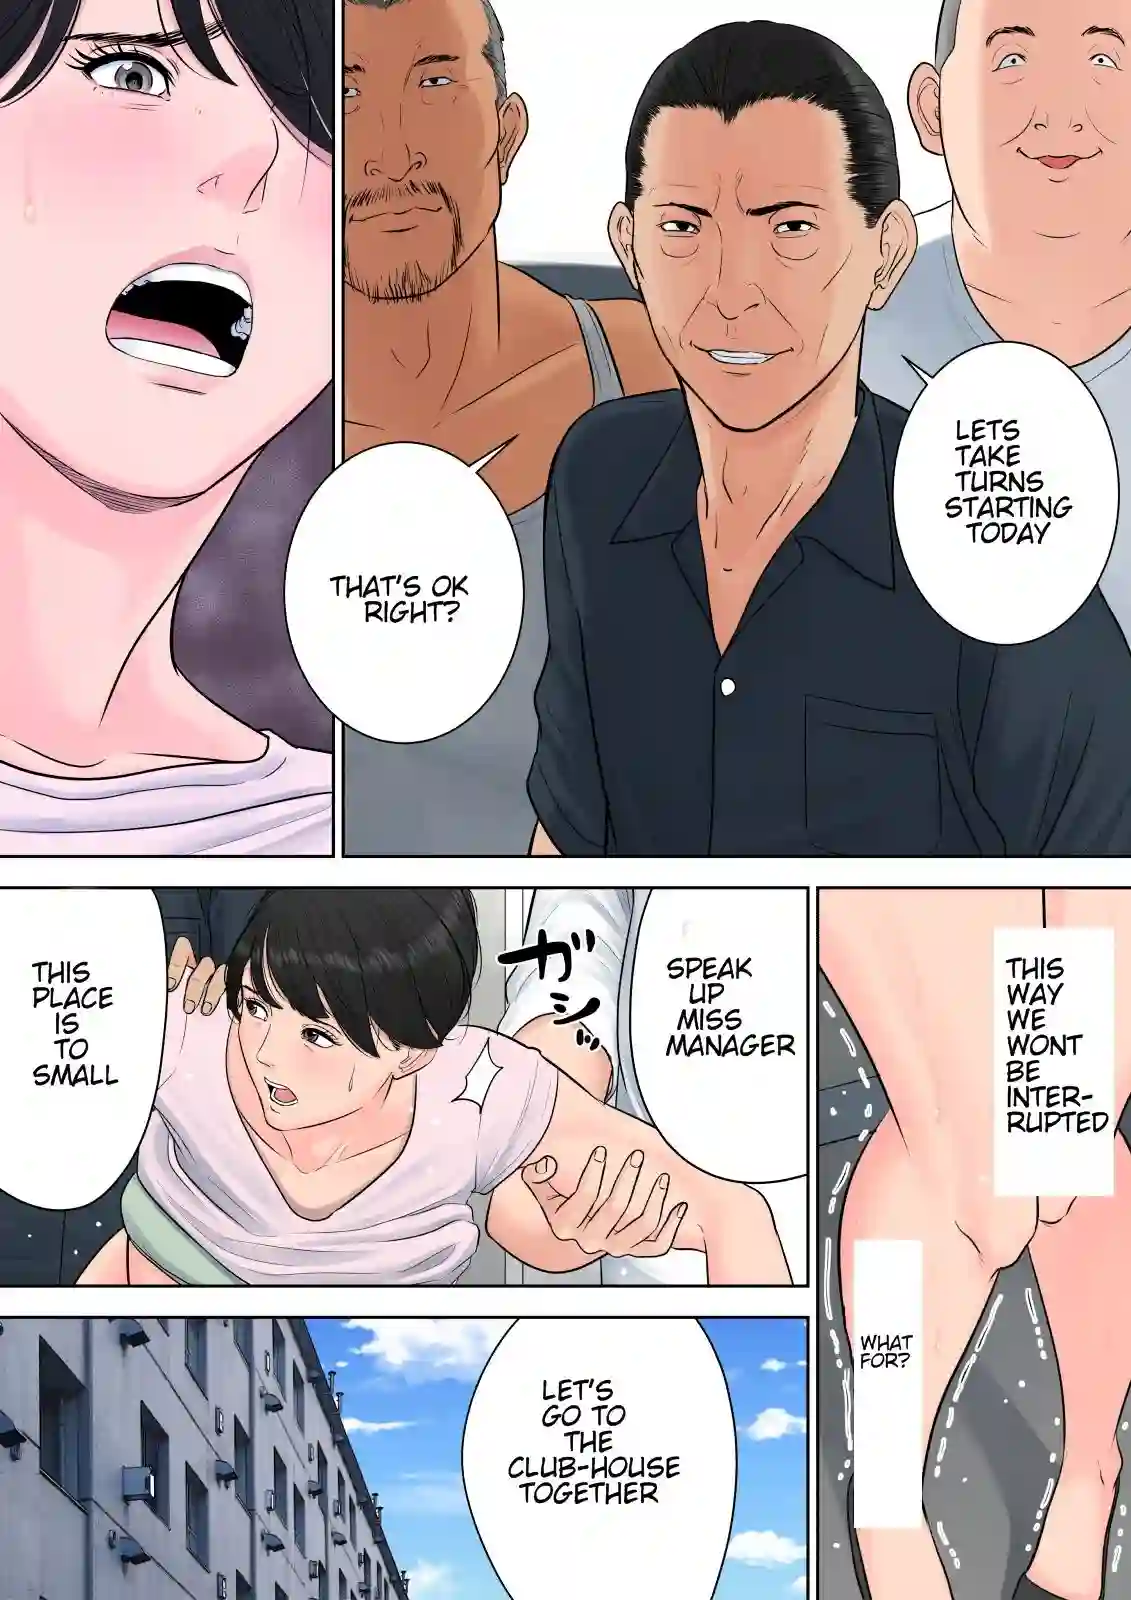 LETS
TAKE
TURNS
STARTING
TODAY
THAT'S OK
RIGHT?
THIS
WAY
WE
WONT
BE
INTER-
RUPTED
WHAT
FOR?
SPEAK
UP
MISS
MANAGER
ガシッ
THIS
PLACE
IS
TO
SMALL
LET'S
GO TO
THE
CLUB-HOUSE
TOGETHER